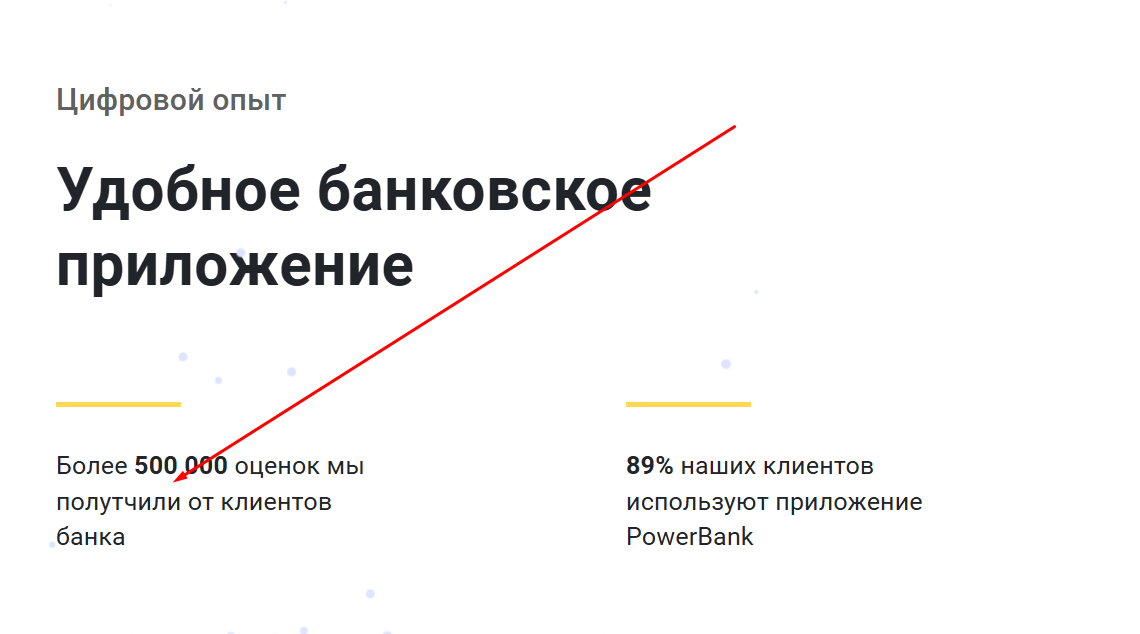 Цифровой опыт
Удобное банковское
приложение
Более 500 000 оценок мы
полутчили от клиентов
банка
89% наших клиентов
используют приложение
PowerBank